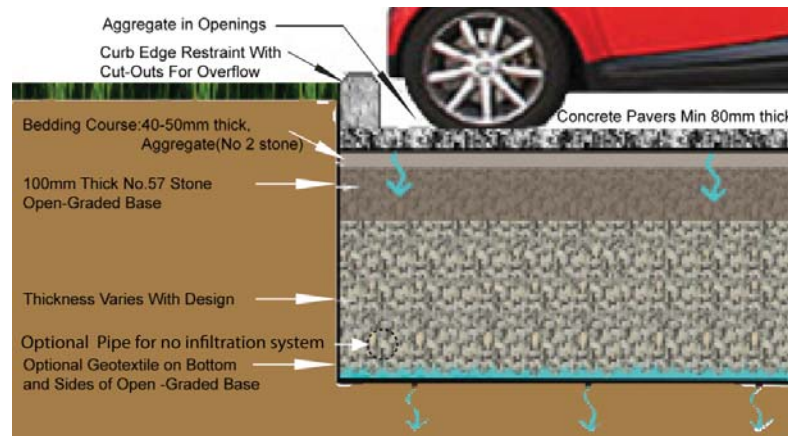 Aggregate in Openings
Curb Edge Restraint With
Cut-Outs For Overflow
Concrete Pavers Min 80mm thick
Bedding Course:40-50mm thick,
Aggregate(No 2 stone)
100mm Thick No.57 Stone
Open-Graded Base
Thickness Varies With Design
Optional Pipe for no infiltration system
Optional Geotextile on Bottom
and Sides of Open -Graded Base